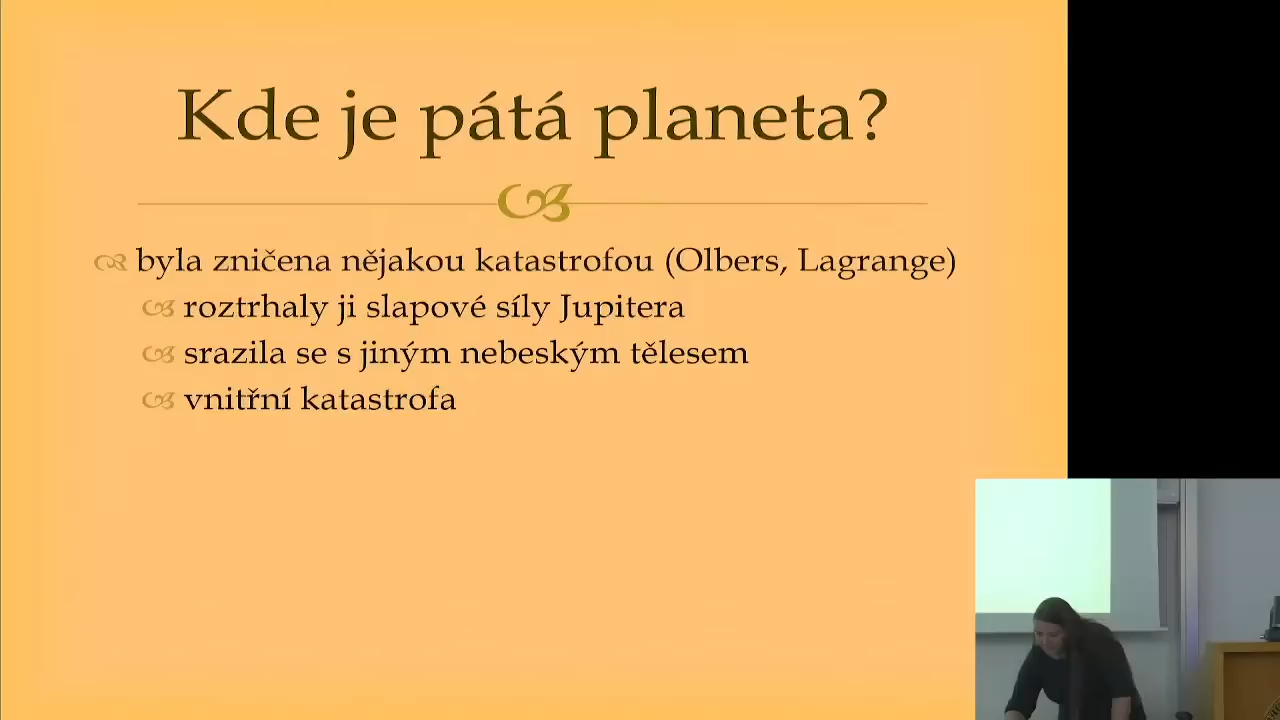 Kde je pátá planeta?
byla zničena nějakou katastrofou (Olbers, Lagrange)
roztrhaly ji slapové síly Jupitera
srazila se s jiným nebeským tělesem
vnitřní katastrofa